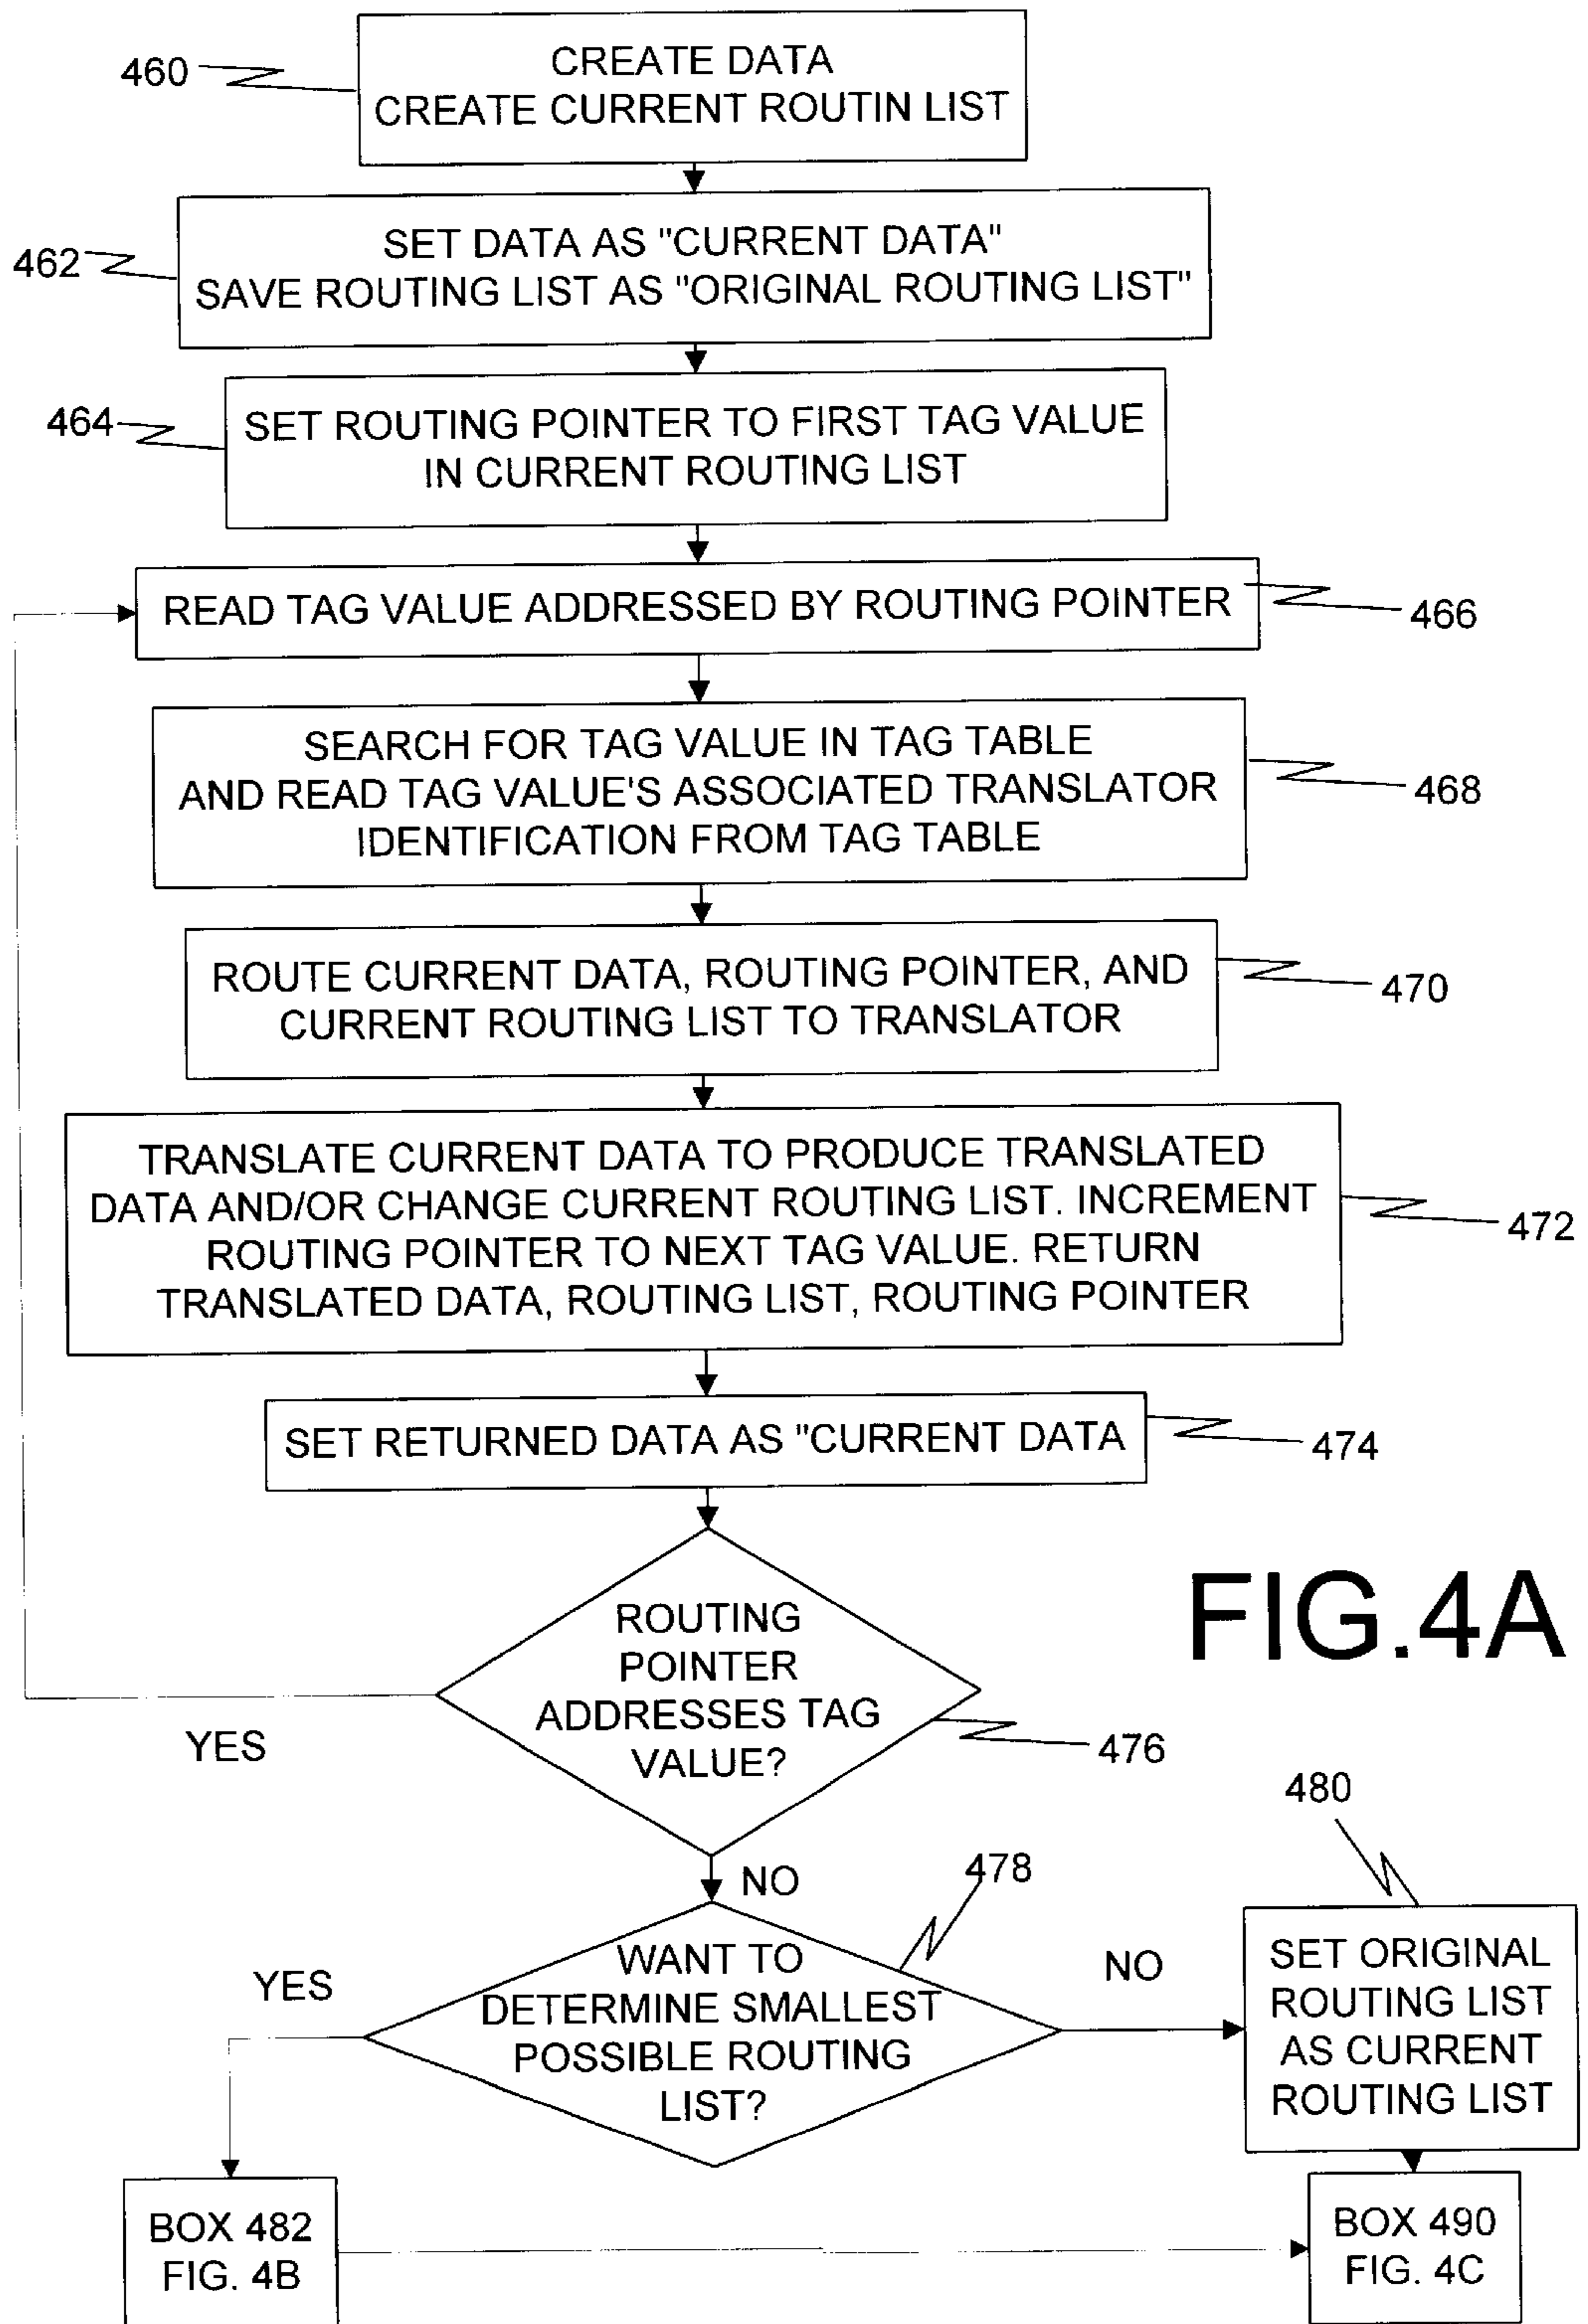 460
CREATE DATA
CREATE CURRENT ROUTIN LIST
462
SET DATA AS "CURRENT DATA"
SAVE ROUTING LIST AS "ORIGINAL ROUTING LIST"
464
SET ROUTING POINTER TO FIRST TAG VALUE
IN CURRENT ROUTING LIST
READ TAG VALUE ADDRESSED BY ROUTING POINTER
466
SEARCH FOR TAG VALUE IN TAG TABLE
AND READ TAG VALUE'S ASSOCIATED TRANSLATOR
IDENTIFICATION FROM TAG TABLE
468
ROUTE CURRENT DATA, ROUTING POINTER, AND
CURRENT ROUTING LIST TO TRANSLATOR
470
TRANSLATE CURRENT DATA TO PRODUCE TRANSLATED
DATA AND/OR CHANGE CURRENT ROUTING LIST. INCREMENT
ROUTING POINTER TO NEXT TAG VALUE. RETURN
TRANSLATED DATA, ROUTING LIST, ROUTING POINTER
472
SET RETURNED DATA AS "CURRENT DATA
474
FIG.4A
ROUTING
POINTER
ADDRESSES TAG
VALUE?
476
YES
NO
478
480
WANT TO
DETERMINE SMALLEST
POSSIBLE ROUTING
LIST?
YES
NO
SET ORIGINAL
ROUTING LIST
AS CURRENT
ROUTING LIST
BOX 482
FIG. 4B
BOX 490
FIG. 4C